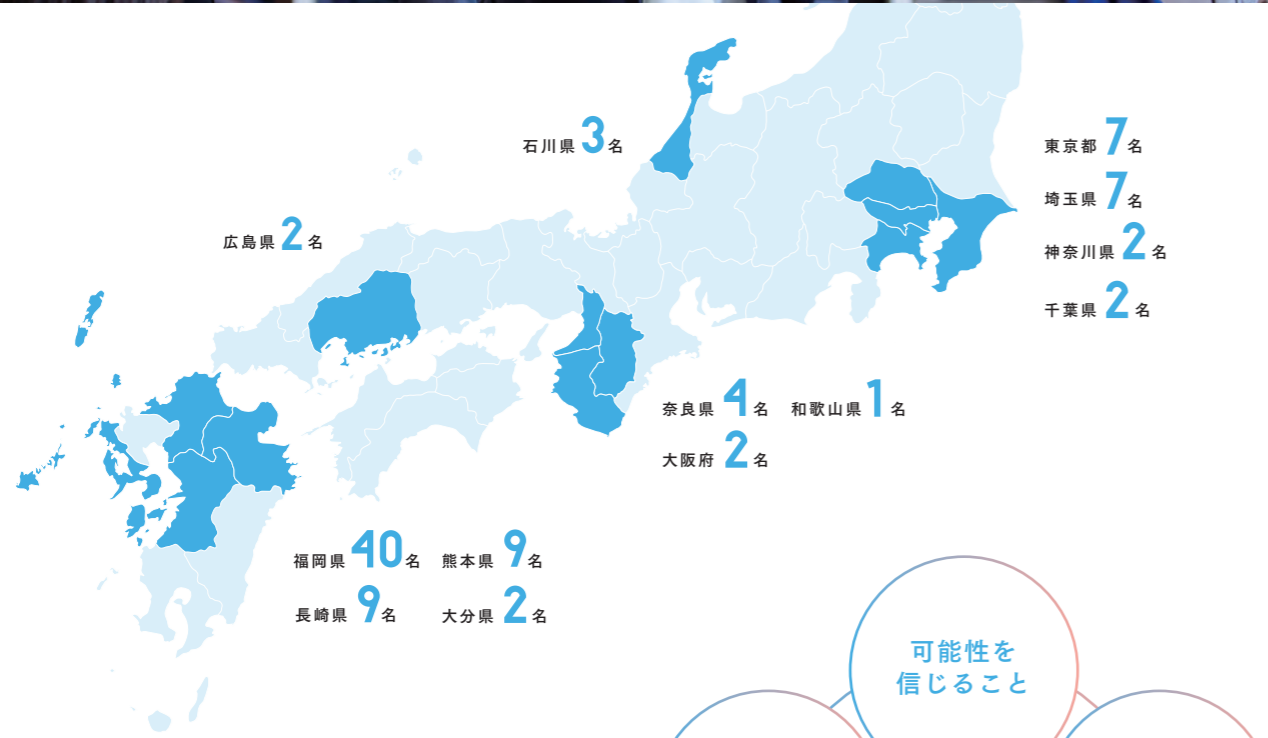 石川県 3 名
広島県 2 名
東京都 7 名
埼玉県 7 名
神奈川県 2 名
千葉県 2 名
奈良県 4 名 和歌山県 1 名
大阪府 2 名
福岡県 40 名 熊本県 9 名
長崎県 9 名 大分県 2 名
可能性を
信じること